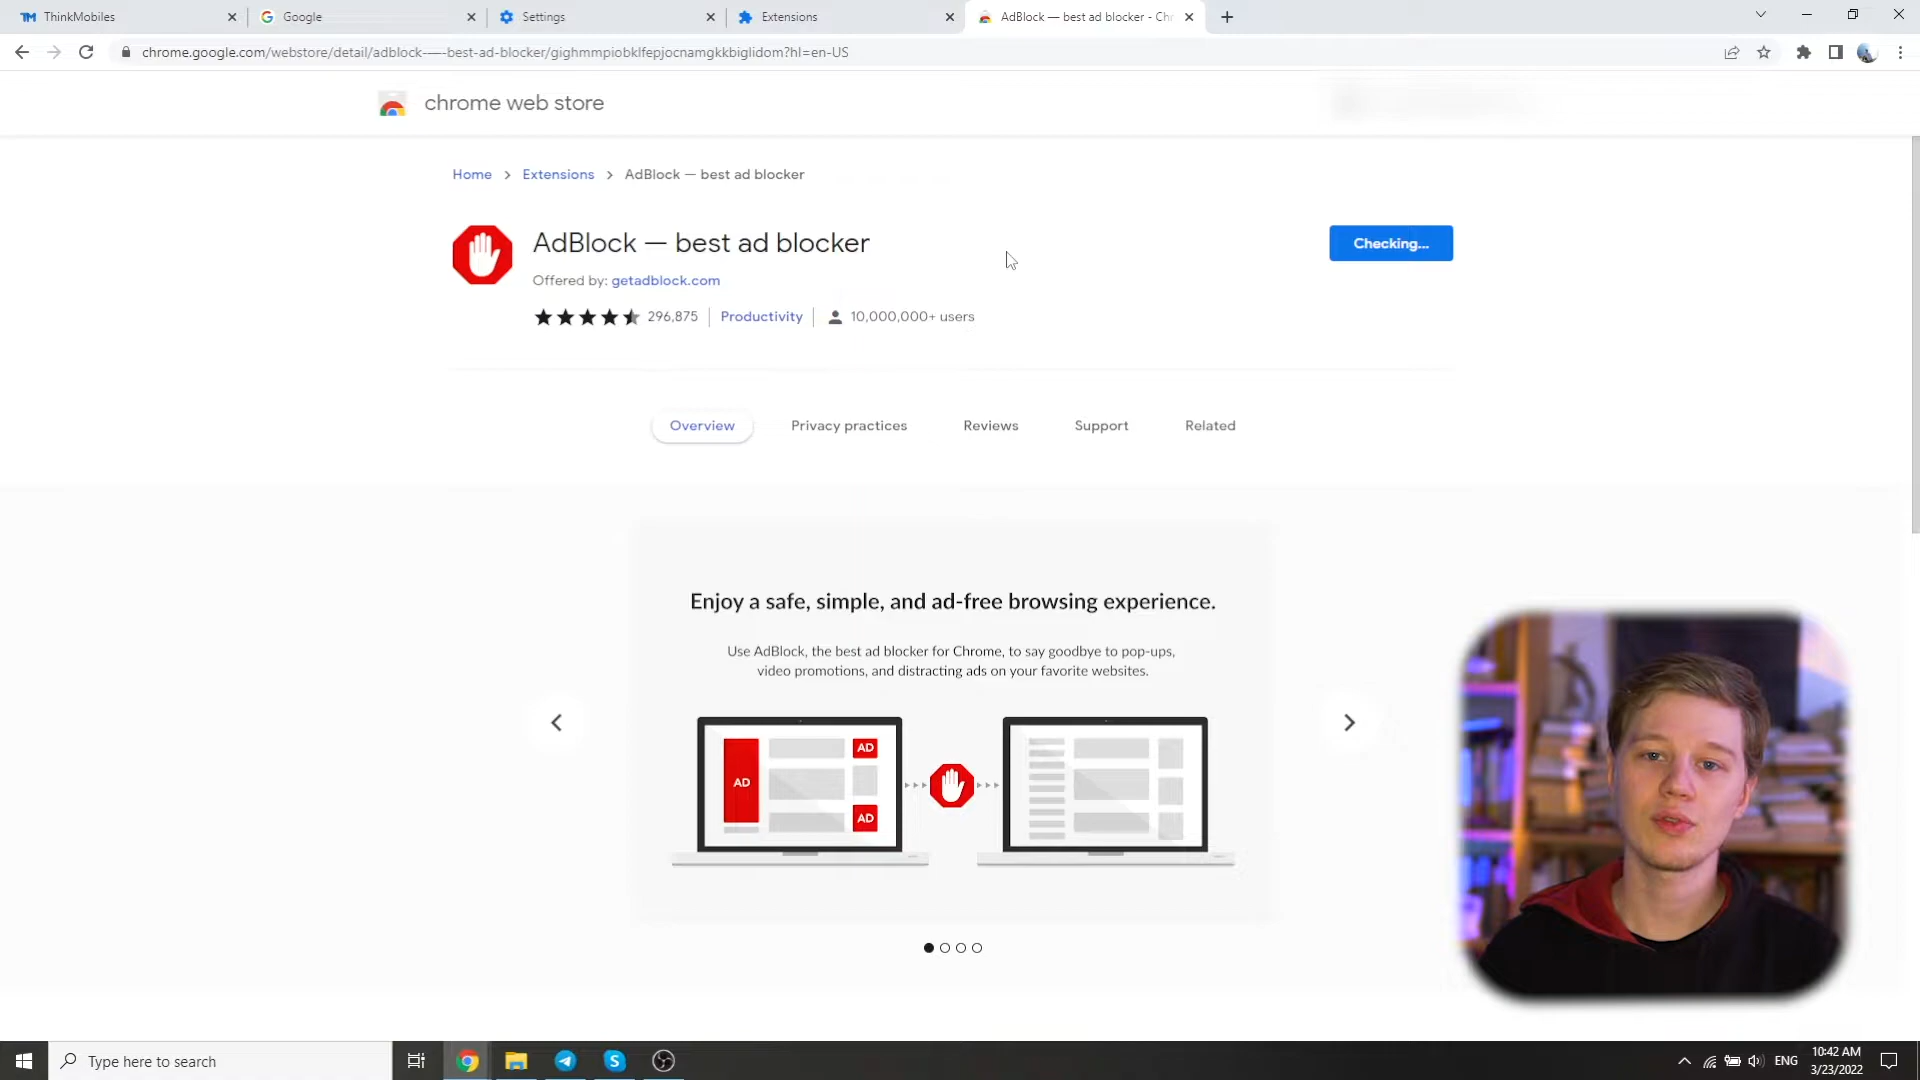 ThinkMobiles
Google
Settings
Extensions
AdBlock — best ad blocker - Chr
chrome.google.com/webstore/detail/adblock-—-best-ad-blocker/gighmmpiobklfepjocnamgkkbiglidom?hl=en-US
chrome web store
Home > Extensions > AdBlock — best ad blocker
AdBlock — best ad blocker
Checking...
Offered by: getadblock.com
296,875
Productivity
10,000,000+ users
Overview
Privacy practices
Reviews
Support
Related
Enjoy a safe, simple, and ad-free browsing experience.
Use AdBlock, the best ad blocker for Chrome, to say goodbye to pop-ups,
video promotions, and distracting ads on your favorite websites.
AD
AD
AD
Type here to search
ENG
10:42 AM
3/23/2022